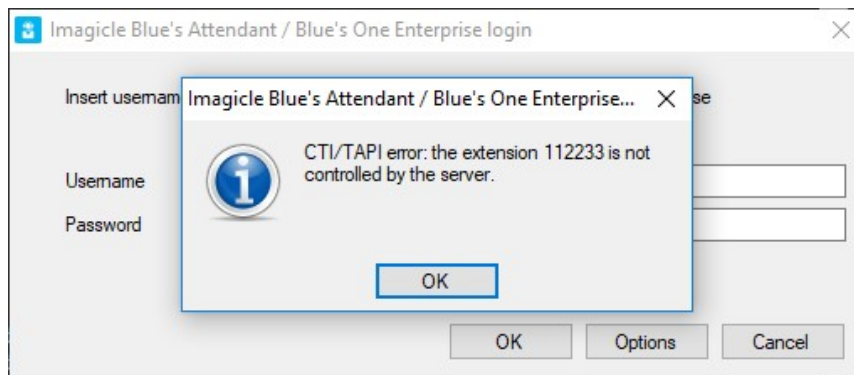 Imagicle Blue's Attendant / Blue's One Enterprise login
Insert usernam
se
Imagicle Blue's Attendant / Blue's One Enterprise...
CTI/TAPI error: the extension 112233 is not
controlled by the server.
Username
Password
OK
OK
Options
Cancel